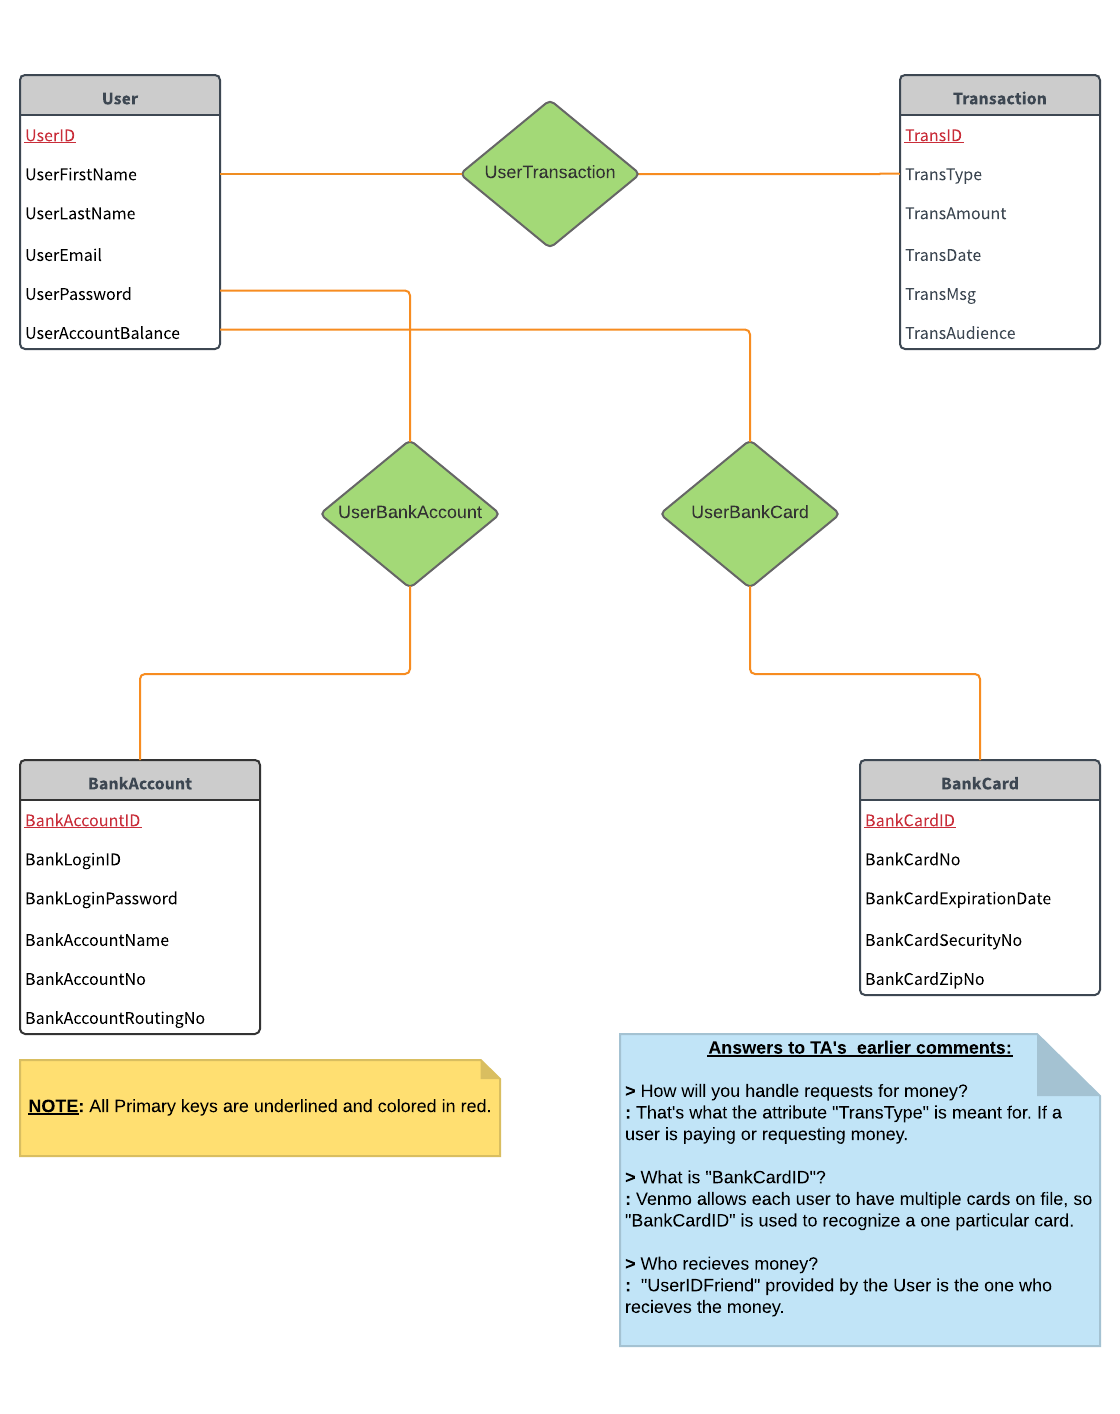 User
UserID
UserFirstName
UserLastName
UserEmail
UserPassword
UserAccountBalance
UserTransaction
Transaction
TransID
TransType
TransAmount
TransDate
TransMsg
TransAudience
UserBankAccount
UserBankCard
BankAccount
BankAccountID
BankLoginID
BankLoginPassword
BankAccountName
BankAccountNo
BankAccountRoutingNo
BankCard
BankCardID
BankCardNo
BankCardExpirationDate
BankCardSecurityNo
BankCardZipNo
NOTE: All Primary keys are underlined and colored in red.
Answers to TA's  earlier comments:
> How will you handle requests for money?
: That's what the attribute "TransType" is meant for. If a
user is paying or requesting money.
> What is "BankCardID"?
: Venmo allows each user to have multiple cards on file, so
"BankCardID" is used to recognize a one particular card.
> Who recieves money?
:  "UserIDFriend" provided by the User is the one who
recieves the money.